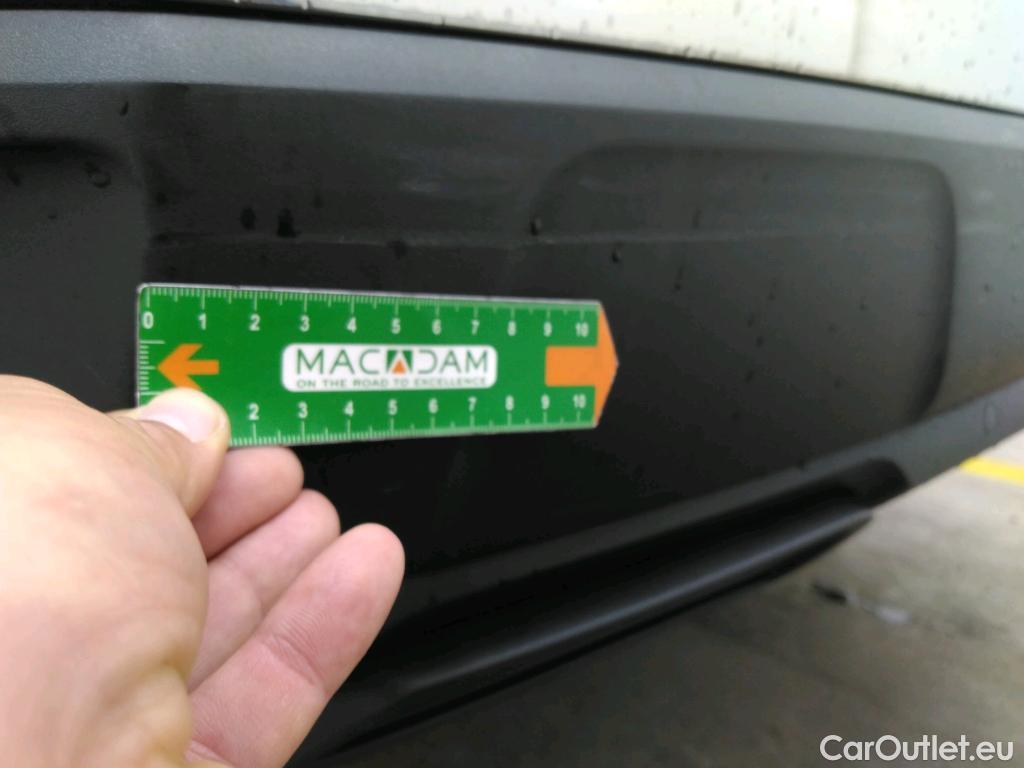 0 1 2 3 4 5 6 7 8 9 10
MACADAM
ON THE ROAD TO EXCELLENCE
2 3 4 5 6 7 8 9 10
CarOutlet.eu